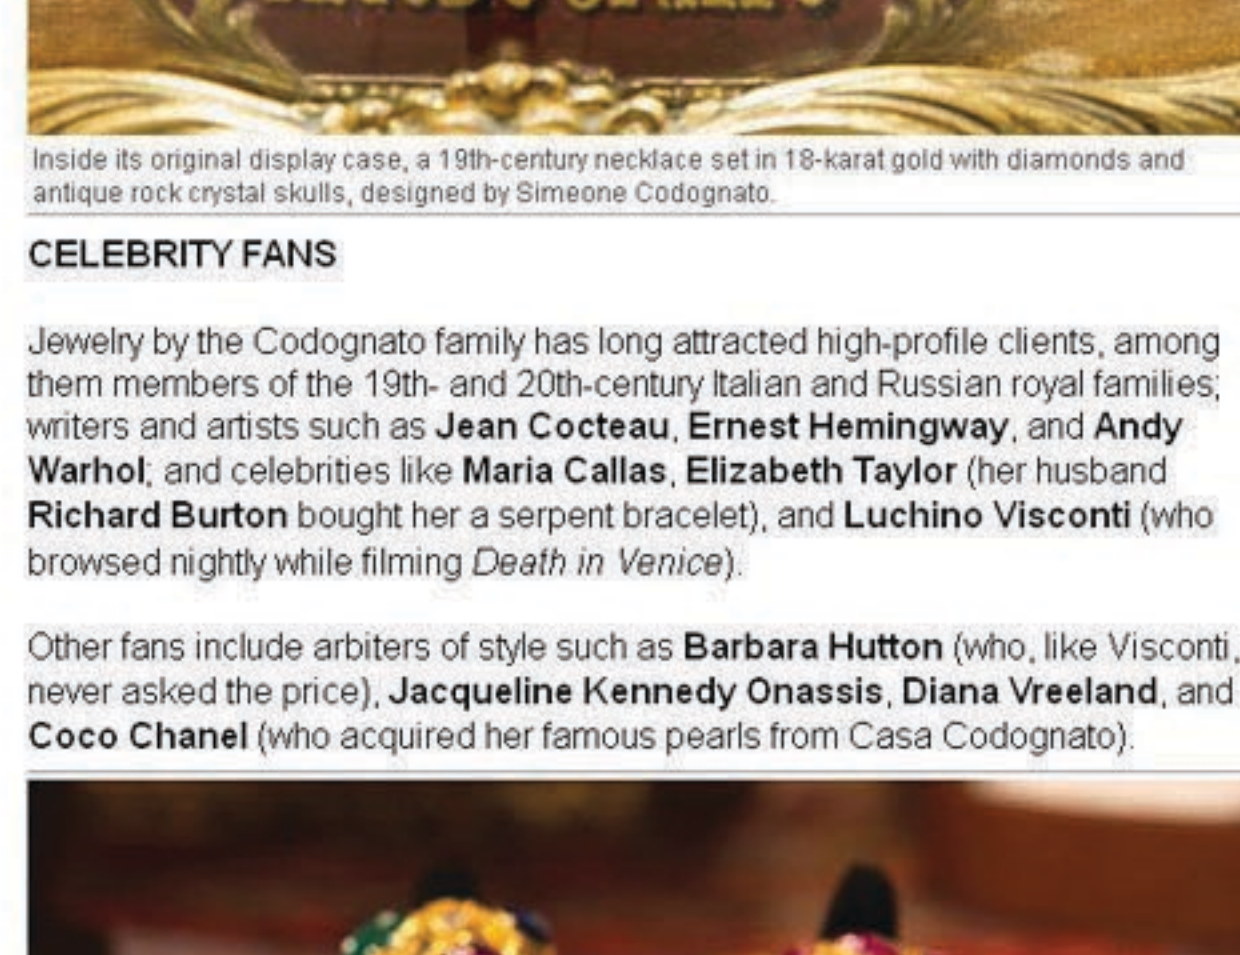 Inside its original display case, a 19th-century necklace set in 18-karat gold with diamonds and
antique rock crystal skulls, designed by Simeone Codognato.
CELEBRITY FANS
Jewelry by the Codognato family has long attracted high-profile clients, among
them members of the 19th- and 20th-century Italian and Russian royal families;
writers and artists such as Jean Cocteau, Ernest Hemingway, and Andy
Warhol; and celebrities like Maria Callas, Elizabeth Taylor (her husband
Richard Burton bought her a serpent bracelet), and Luchino Visconti (who
browsed nightly while filming Death in Venice).
Other fans include arbiters of style such as Barbara Hutton (who, like Visconti,
never asked the price), Jacqueline Kennedy Onassis, Diana Vreeland, and
Coco Chanel (who acquired her famous pearls from Casa Codognato).